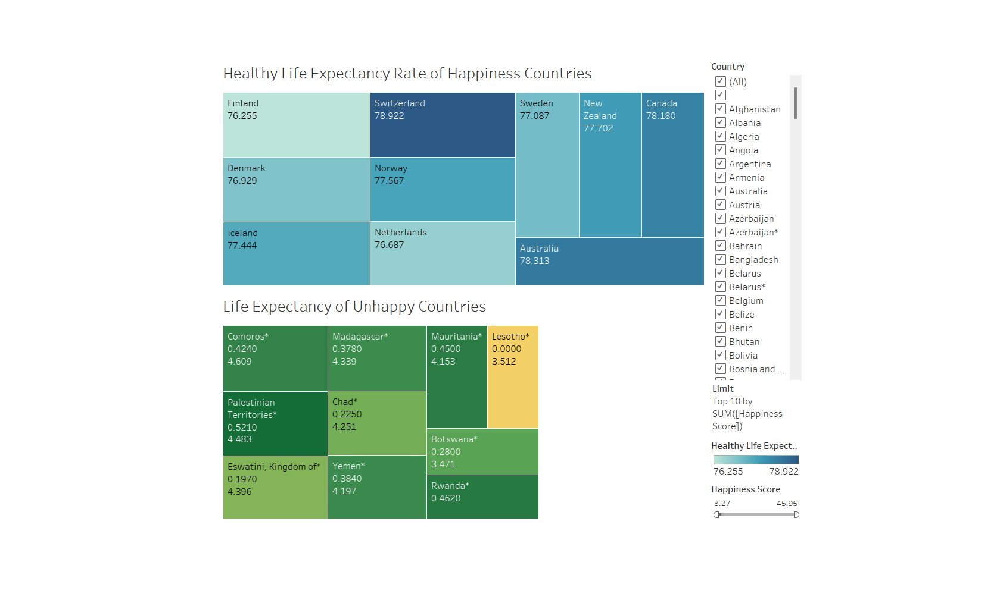 Healthy Life Expectancy Rate of Happiness Countries
Finland
76.255
Denmark
76.929
Iceland
77.444
Switzerland
78.922
Norway
77.567
Netherlands
76.687
Sweden
77.087
New
Zealand
77.702
Canada
78.180
Australia
78.313
Life Expectancy of Unhappy Countries
Comoros*
0.4240
4.609
Palestinian
Territories*
0.5210
4.483
Eswatini, Kingdom of*
0.1970
4.396
Madagascar*
0.3780
4.339
Chad*
0.2250
4.251
Yemen*
0.3840
4.197
Mauritania*
0.4500
4.153
Lesotho*
0.0000
3.512
Botswana*
0.2800
3.471
Rwanda*
0.4620
Country
(All)
Afghanistan
Albania
Algeria
Angola
Argentina
Armenia
Australia
Austria
Azerbaijan
Azerbaijan*
Bahrain
Bangladesh
Belarus
Belarus*
Belgium
Belize
Benin
Bhutan
Bolivia
Bosnia and ...
Limit
Top 10 by
SUM([Happiness
Score])
Healthy Life Expect..
76.255 78.922
Happiness Score
3.27 45.95